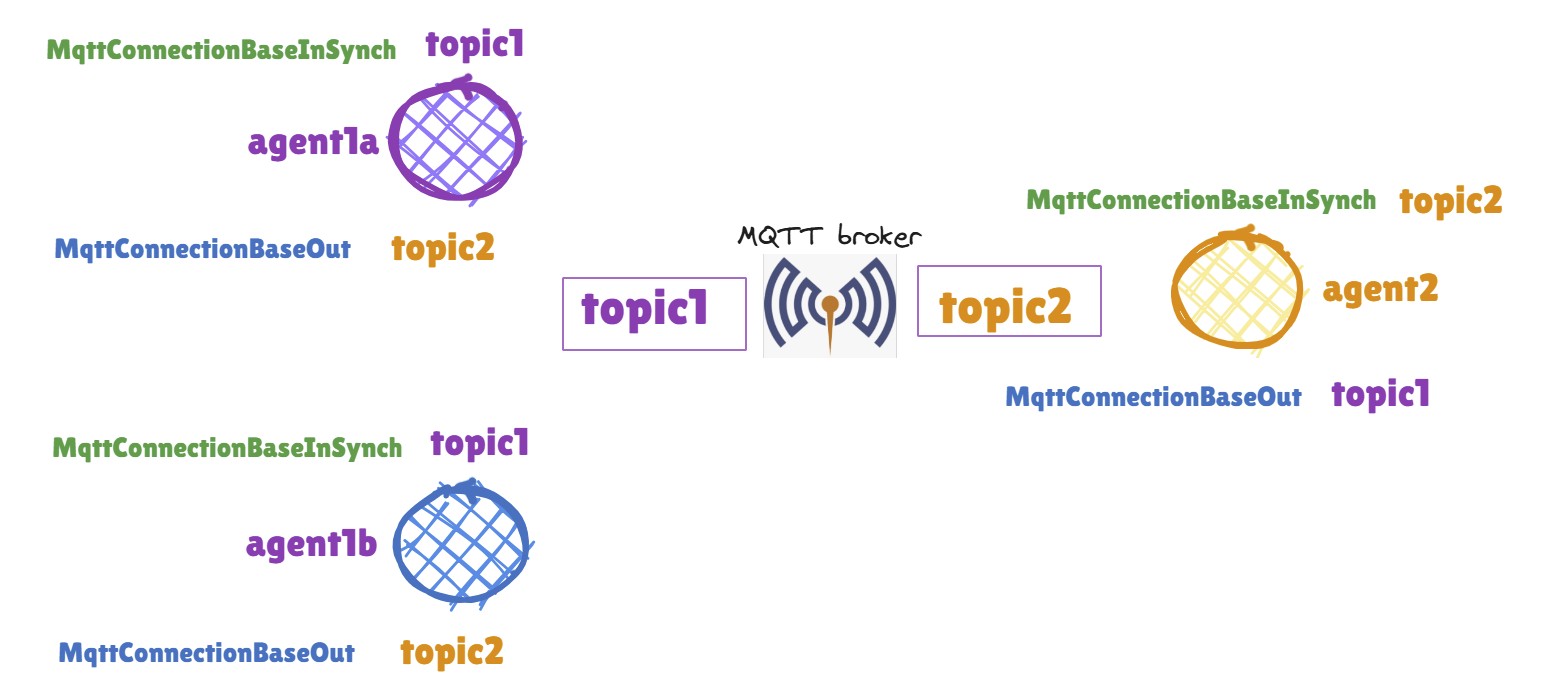 MqttConnectionBaseInSynch topic1
agent1a
MqttConnectionBaseOut topic2
MQTT broker
topic1
topic2
MqttConnectionBaseInSynch topic2
agent2
MqttConnectionBaseOut topic1
MqttConnectionBaseInSynch topic1
agent1b
MqttConnectionBaseOut topic2